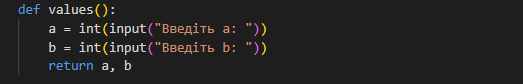 def values():
    a = int(input("Введіть a: "))
    b = int(input("Введіть b: "))
    return a, b